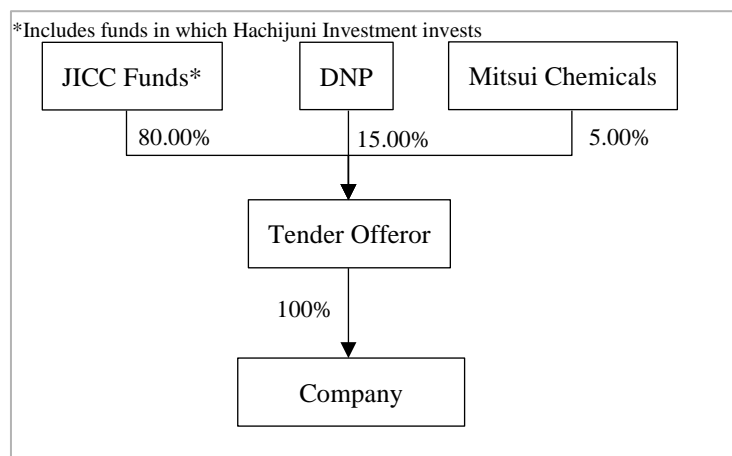 *Includes funds in which Hachijuni Investment invests
JICC Funds*
DNP
Mitsui Chemicals
80.00%
15.00%
5.00%
Tender Offeror
100%
Company